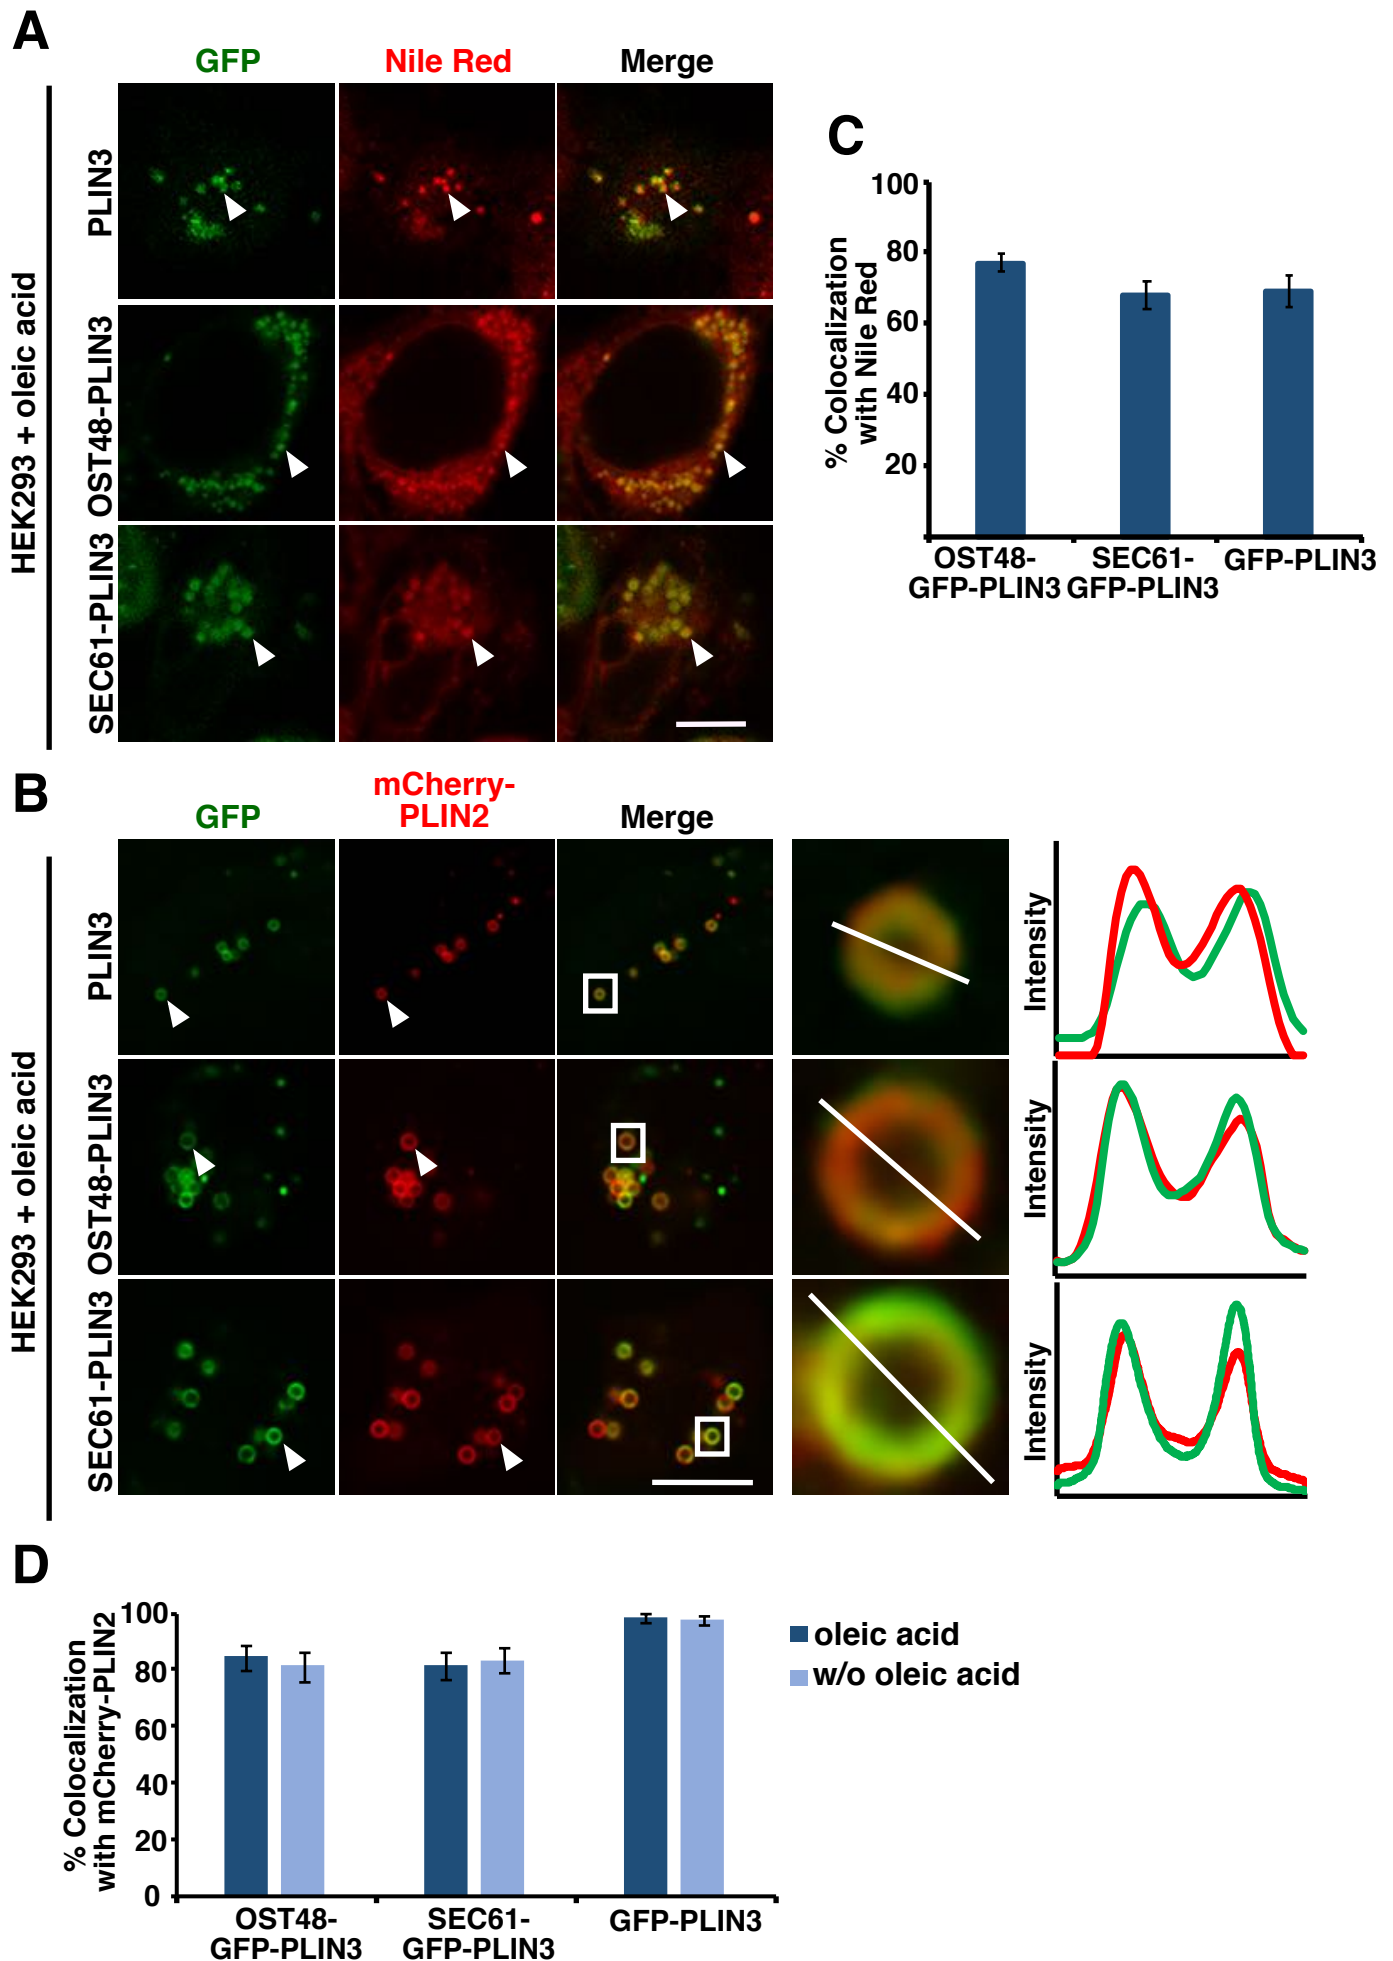 A
GFP
Nile Red
Merge
HEK293 + oleic acid
PLIN3
OST48-PLIN3
SEC61-PLIN3
C
% Colocalization
with Nile Red
100
80
60
40
20
OST48-
GFP-PLIN3
SEC61-
GFP-PLIN3
GFP-PLIN3
B
GFP
mCherry-
PLIN2
Merge
HEK293 + oleic acid
PLIN3
OST48-PLIN3
SEC61-PLIN3
Intensity
Intensity
Intensity
D
% Colocalization
with mCherry-PLIN2
100
80
60
40
20
0
OST48-
GFP-PLIN3
SEC61-
GFP-PLIN3
GFP-PLIN3
oleic acid
w/o oleic acid